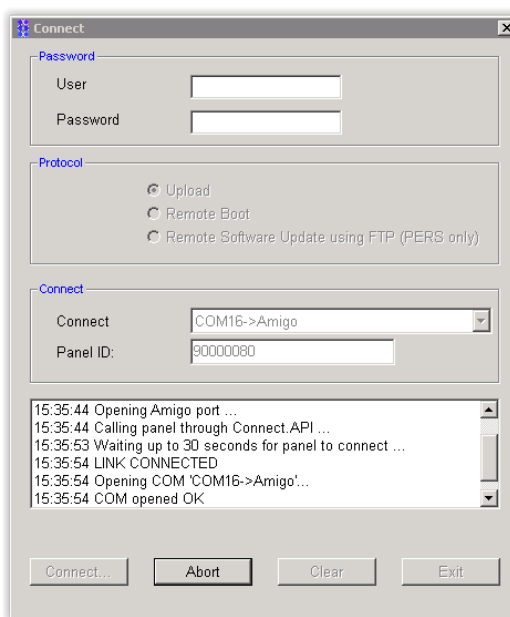 Connect
Password
User
Password
Protocol
Upload
Remote Boot
Remote Software Update using FTP (PERS only)
Connect
Connect COM16->Amigo
Panel ID: 90000080
15:35:44 Opening Amigo port ...
15:35:44 Calling panel through Connect.API ...
15:35:53 Waiting up to 30 seconds for panel to connect ...
15:35:54 LINK CONNECTED
15:35:54 Opening COM 'COM16->Amigo'...
15:35:54 COM opened OK
Connect... Abort Clear Exit